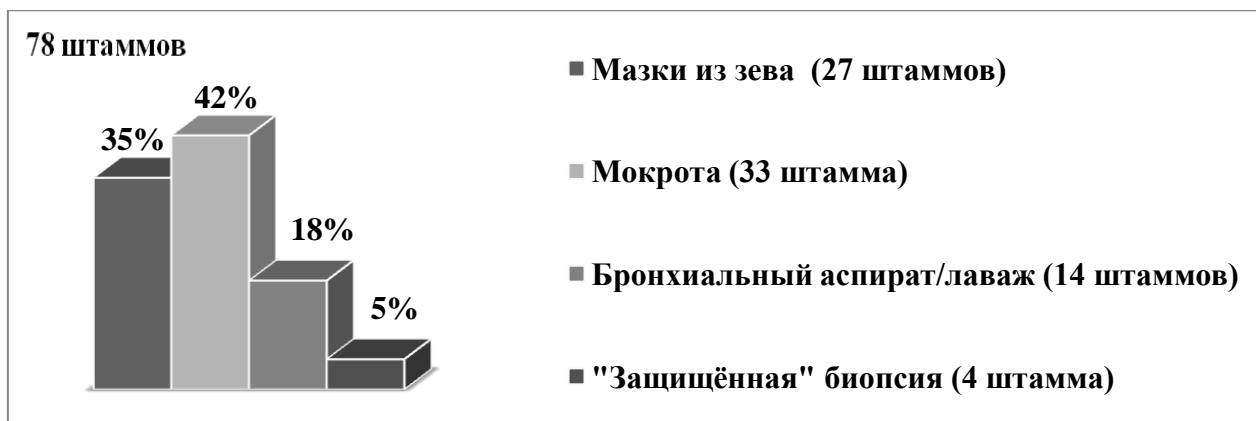 78 штаммов
42%
35%
18%
5%
Мазки из зева (27 штаммов)
Мокрота (33 штамма)
Бронхиальный аспират/лаваж (14 штаммов)
"Защищённая" биопсия (4 штамма)